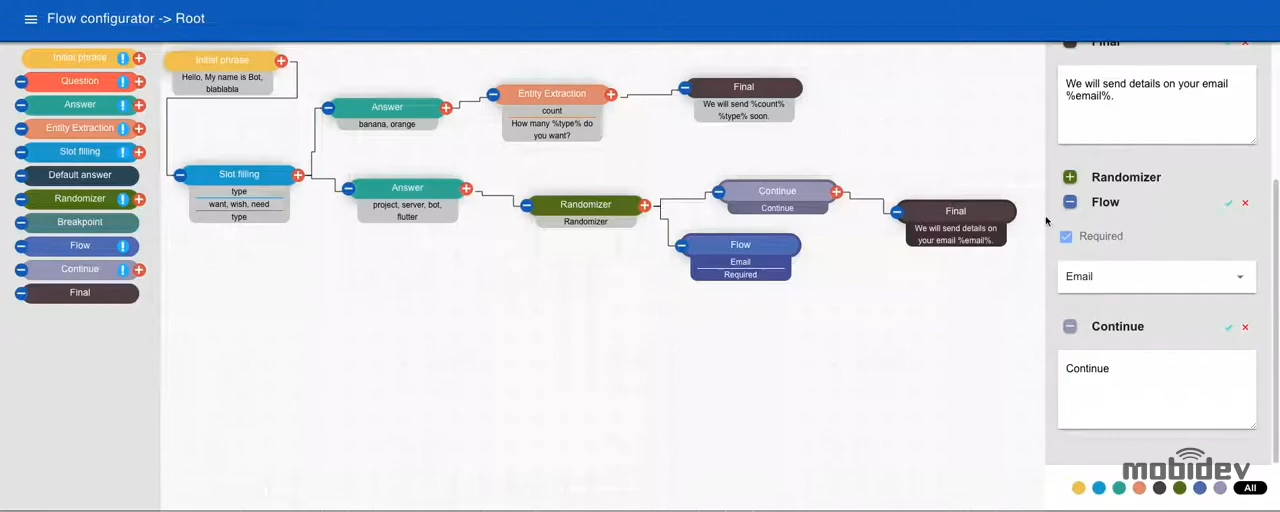 Flow configurator -> Root
Initial phrase
Question
Answer
Entity Extraction
Slot filling
Default answer
Randomizer
Breakpoint
Flow
Continue
Final
Initial phrase
Hello, My name is Bot,
blabiabla
Slot filling
type
want, wish, need
type
Answer
banana, orange
Entity Extraction
count
How many %type% do
you want?
Final
We will send %count%
%type% soon.
Answer
project, server, bot,
flutter
Randomizer
Randomizer
Continue
Continue
Flow
Email
Required
Final
We will send details on
your email %email%.
Final
We will send details on your email
%email%.
Randomizer
Flow
Required
Email
Continue
Continue
mobidev
All